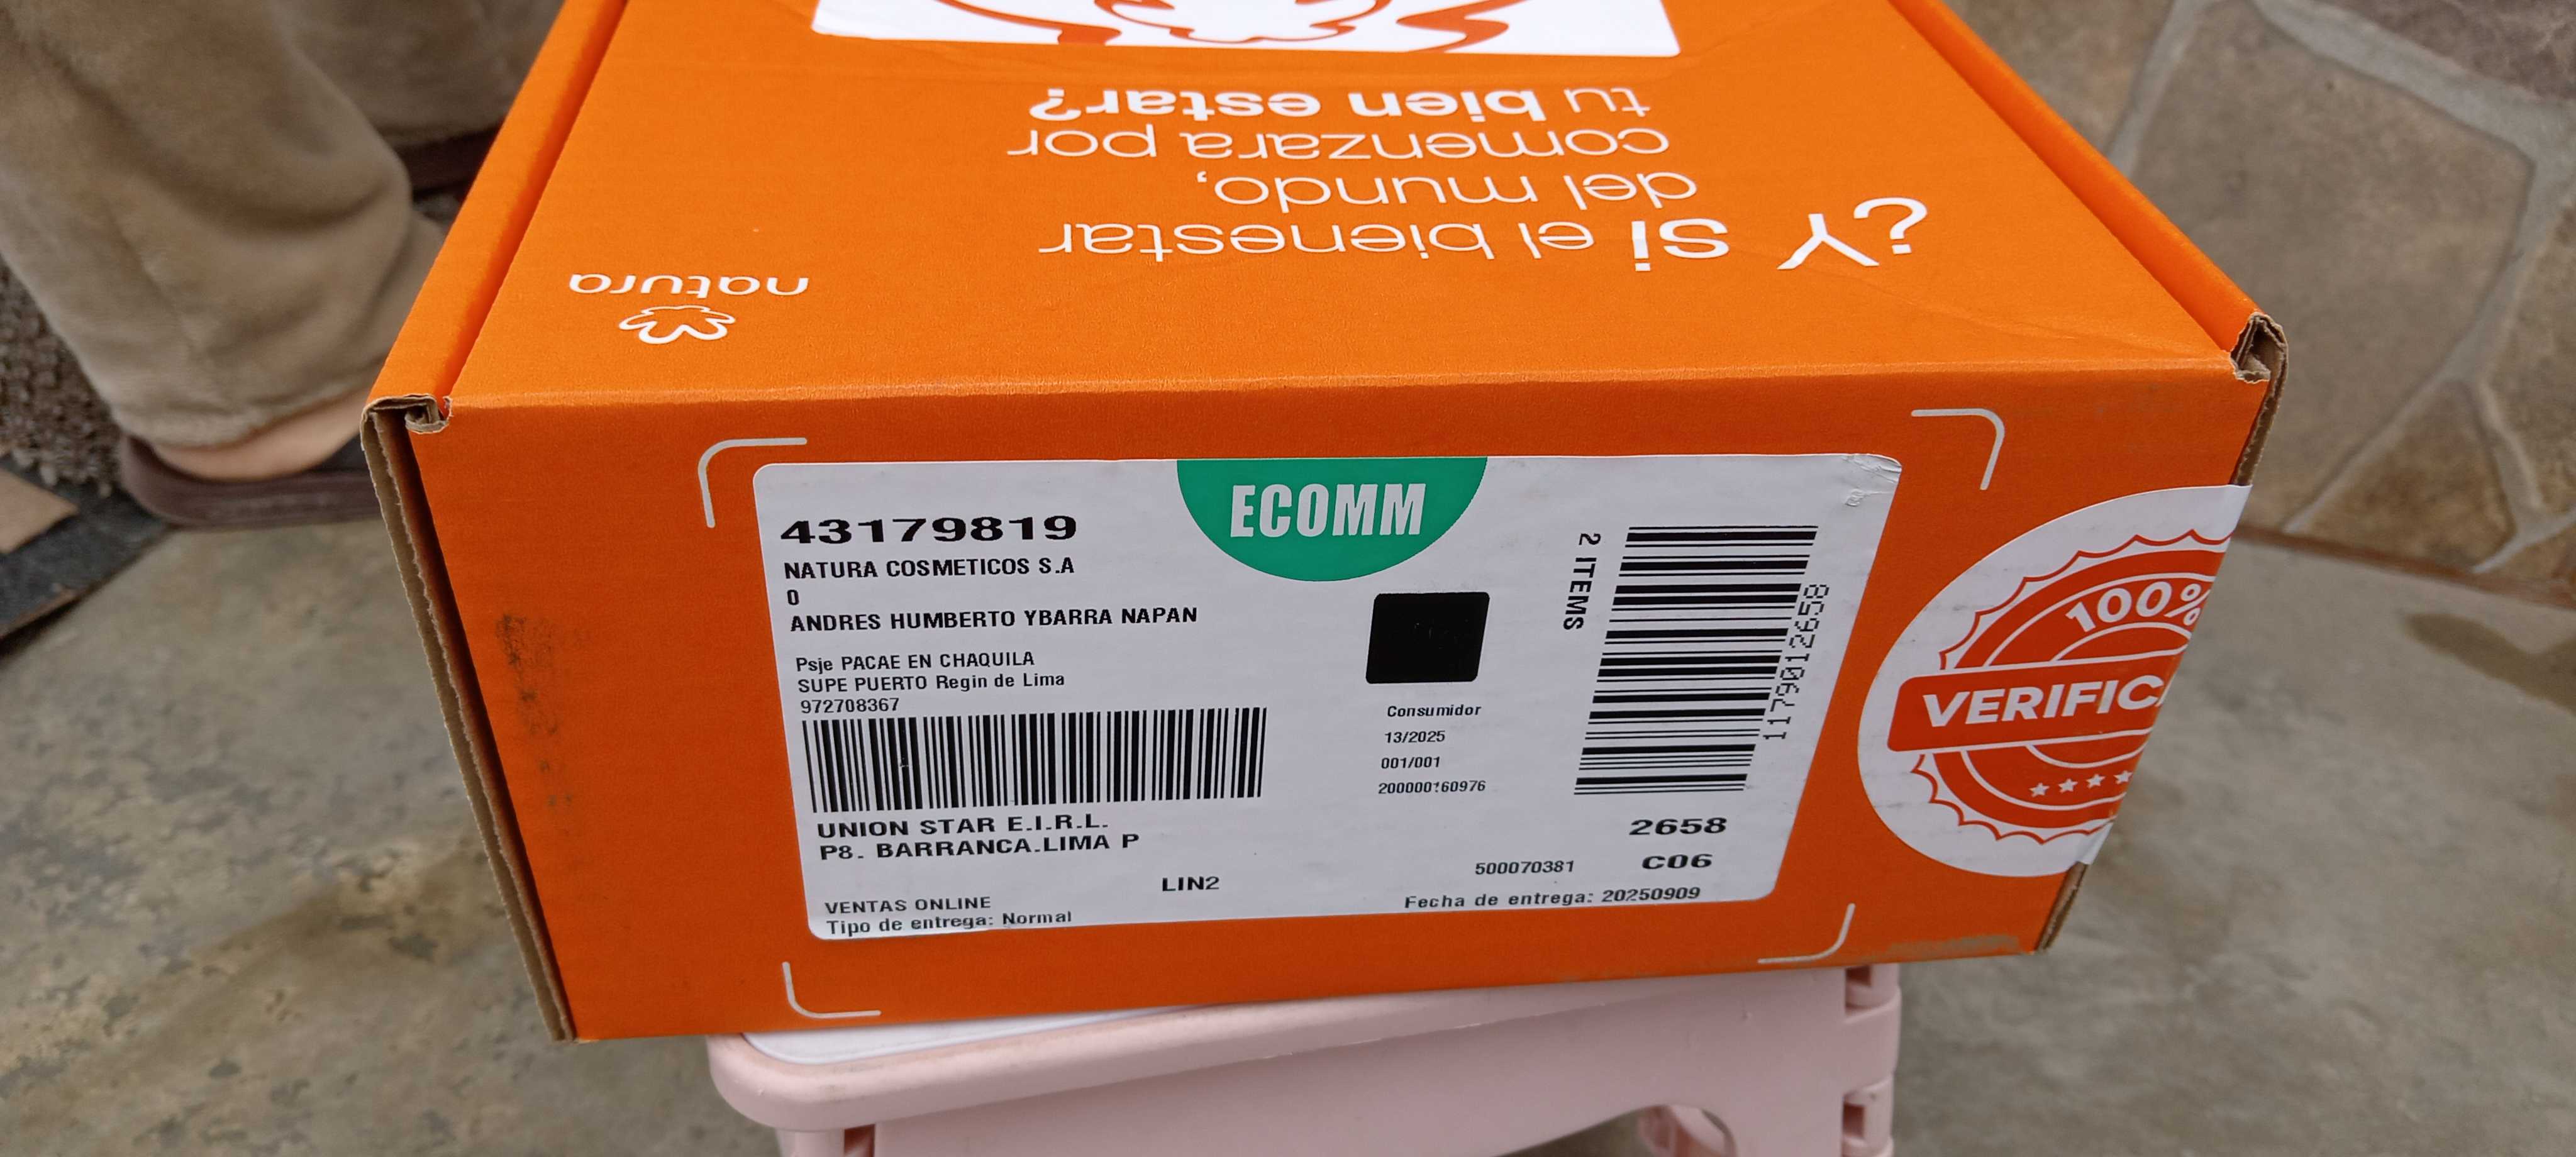 ¿Y si el bienestar
del mundo,
comenzara por
tu bien estar?
natura
ECOMM
43179819
NATURA COSMETICOS S.A
0
ANDRES HUMBERTO YBARRA NAPAN
Psje PACAE EN CHAQUILA
SUPE PUERTO Regin de Lima
972708367
UNION STAR E.I.R.L.
P8. BARRANCA.LIMA P
LIN2
VENTAS ONLINE
Tipo de entrega: Normal
Consumidor
13/2025
001/001
2 ITEMS
1179012658
2658
500070381
C06
Fecha de entrega: 20250909
100%
VERIFIC